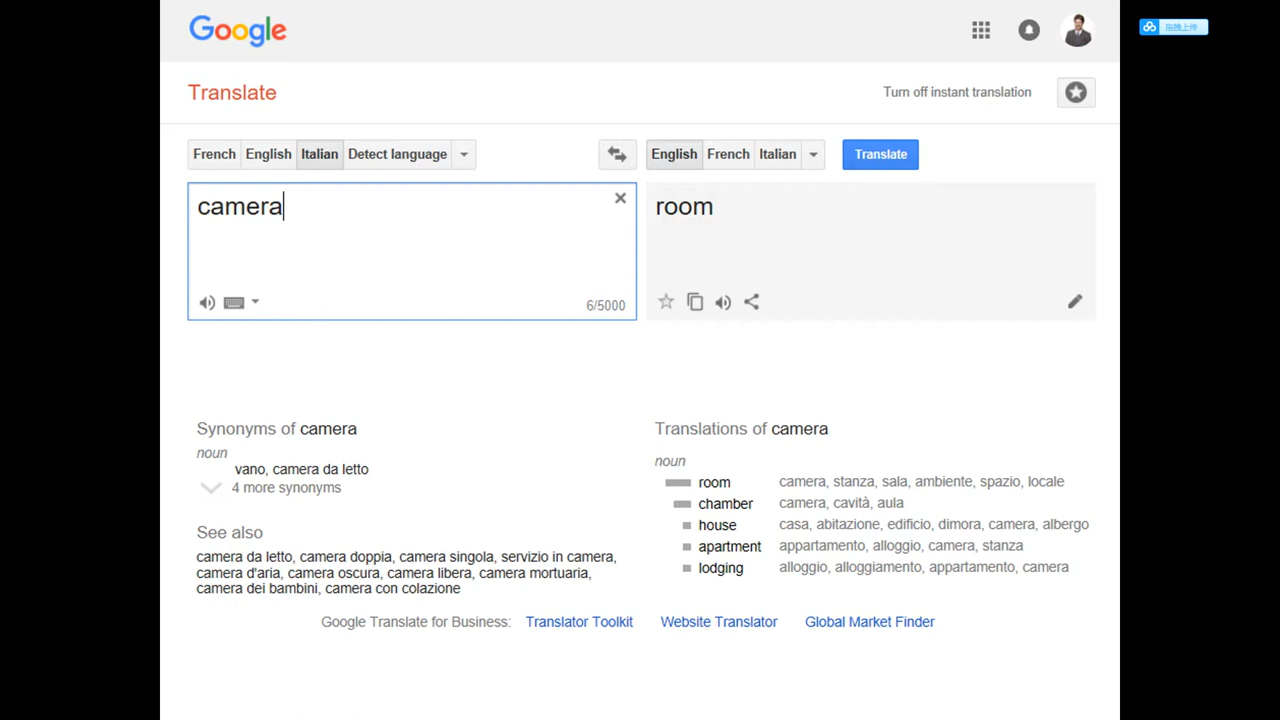 Google
拖拽上传
Translate
Turn off instant translation
French English Italian Detect language
English French Italian Translate
camera
room
6/5000
Synonyms of camera
noun
vano, camera da letto
4 more synonyms
See also
camera da letto, camera doppia, camera singola, servizio in camera,
camera d'aria, camera oscura, camera libera, camera mortuaria,
camera dei bambini, camera con colazione
Translations of camera
noun
room camera, stanza, sala, ambiente, spazio, locale
chamber camera, cavità, aula
house casa, abitazione, edificio, dimora, camera, albergo
apartment appartamento, alloggio, camera, stanza
lodging alloggio, alloggiamento, appartamento, camera
Google Translate for Business: Translator Toolkit Website Translator Global Market Finder